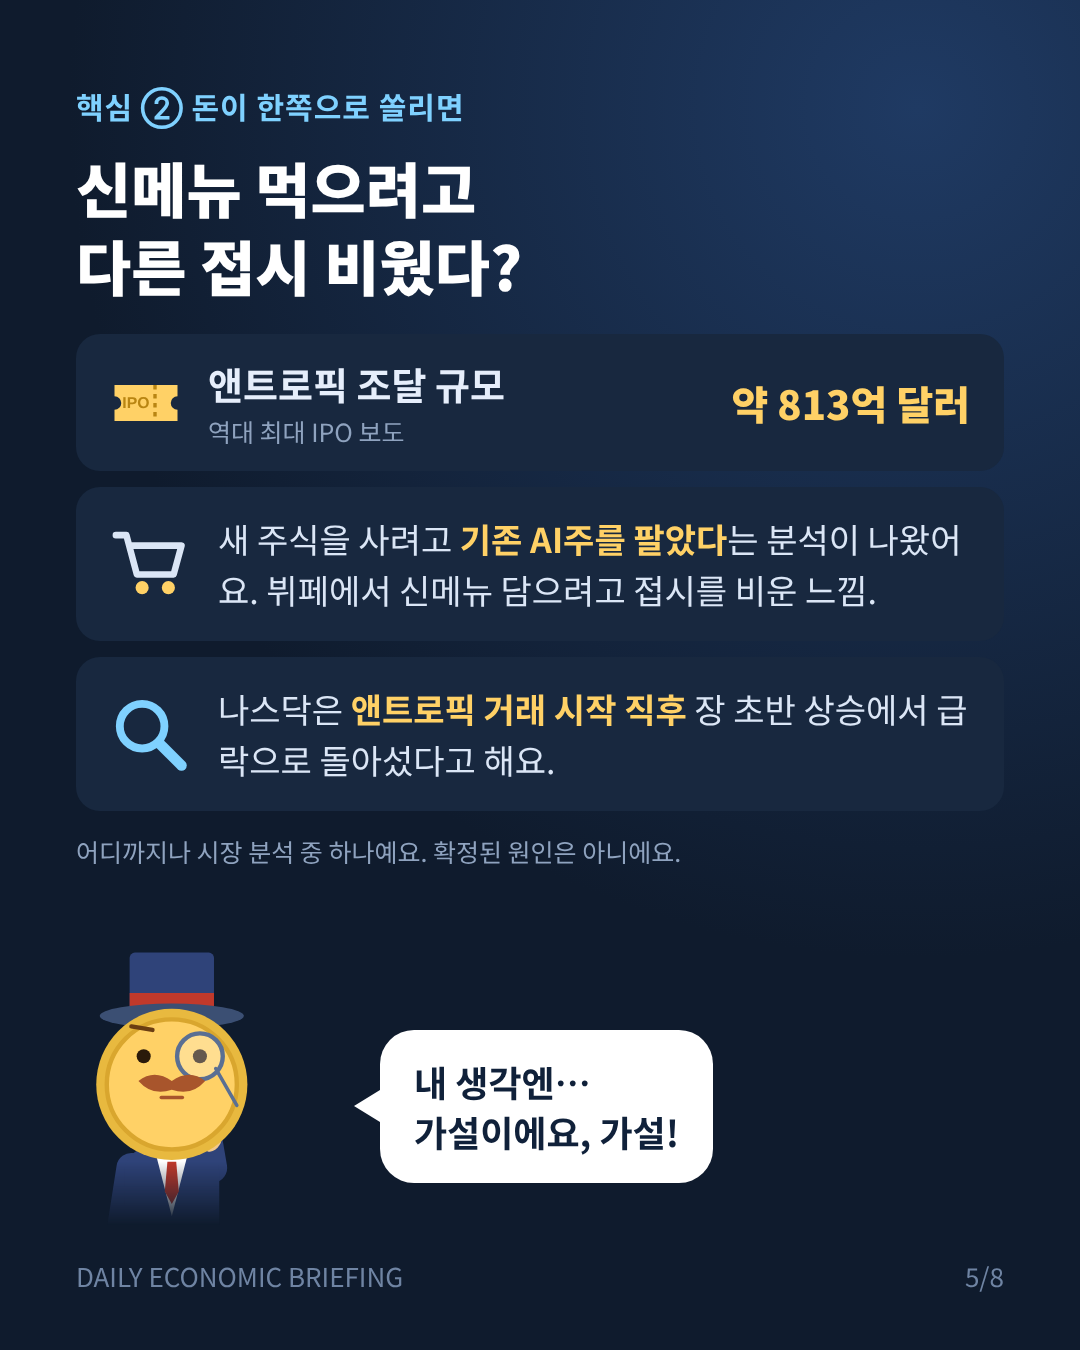 핵심 ② 돈이 한쪽으로 쏠리면
신메뉴 먹으려고
다른 접시 비웠다?
IPO
앤트로픽 조달 규모
역대 최대 IPO 보도
약 813억 달러
새 주식을 사려고 기존 AI주를 팔았다는 분석이 나왔어
요. 뷔페에서 신메뉴 담으려고 접시를 비운 느낌.
나스닥은 앤트로픽 거래 시작 직후 장 초반 상승에서 급
락으로 돌아섰다고 해요.
어디까지나 시장 분석 중 하나예요. 확정된 원인은 아니에요.
내 생각엔…
가설이에요, 가설!
DAILY ECONOMIC BRIEFING
5/8